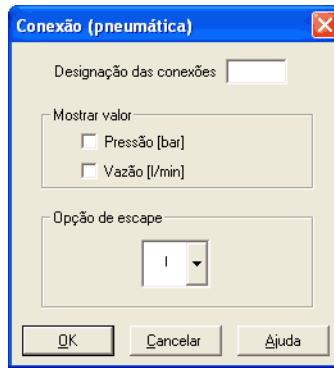 Conexão (pneumática)
Designação das conexões
Mostrar valor
Pressão [bar]
Vazão [l/min]
Opção de escape
OK
Cancelar
Ajuda